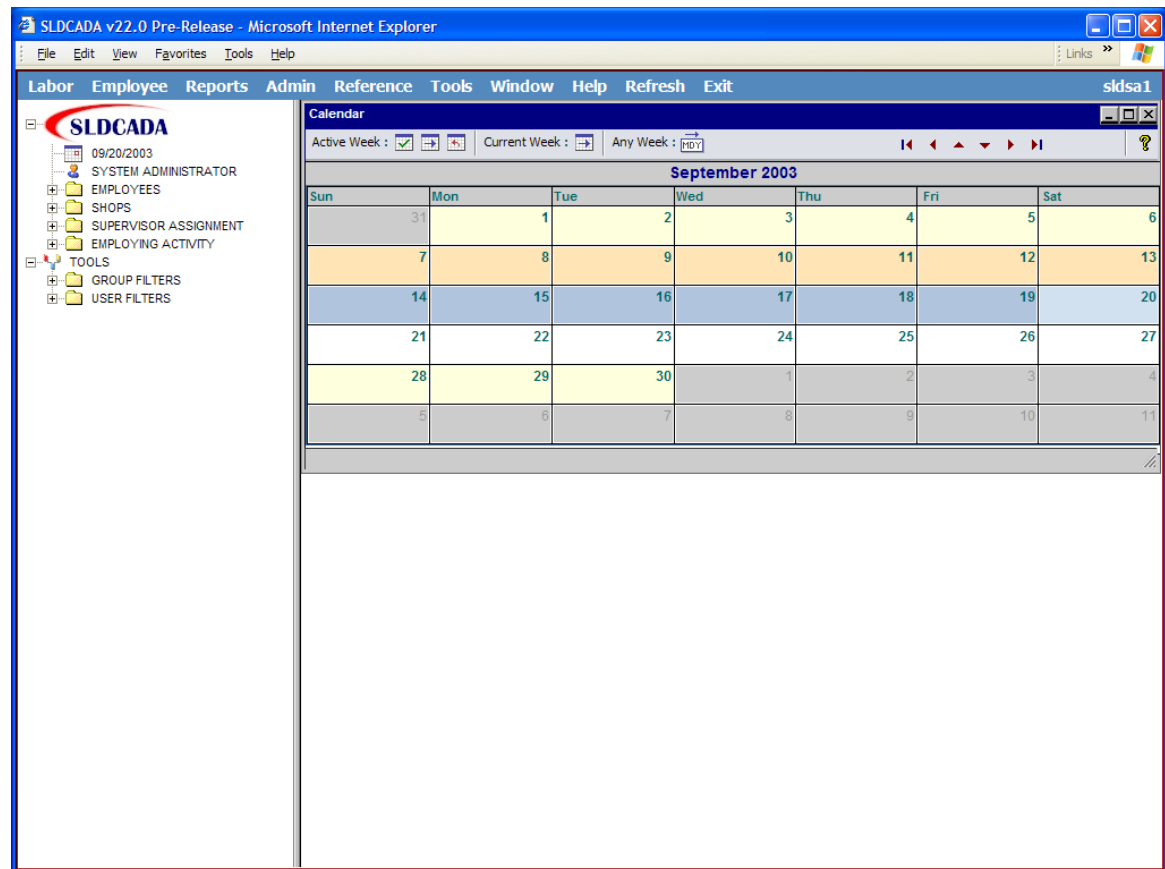 SLDCADA v22.0 Pre-Release - Microsoft Internet Explorer
File Edit View Favorites Tools Help Links »
Labor Employee Reports Admin Reference Tools Window Help Refresh Exit sldsa1
SLDCADA
09/20/2003
SYSTEM ADMINISTRATOR
EMPLOYEES
SHOPS
SUPERVISOR ASSIGNMENT
EMPLOYING ACTIVITY
TOOLS
GROUP FILTERS
USER FILTERS
Calendar
Active Week : Current Week : Any Week : MDY ?
September 2003
Sun Mon Tue Wed Thu Fri Sat
31 1 2 3 4 5 6
7 8 9 10 11 12 13
14 15 16 17 18 19 20
21 22 23 24 25 26 27
28 29 30 1 2 3 4
5 6 7 8 9 10 11